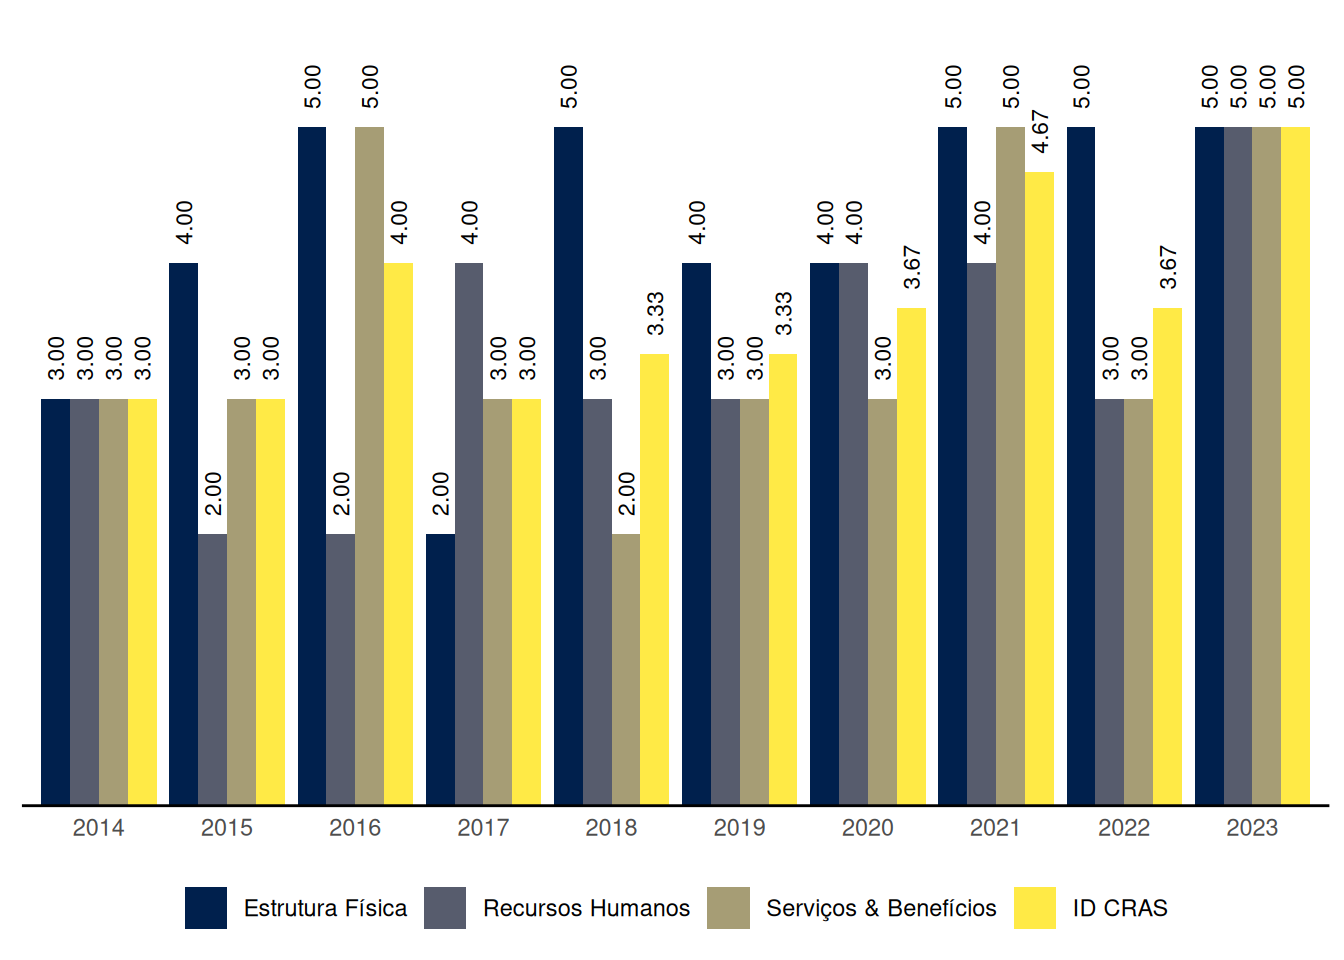 5.00 5.00 5.00 5.00 5.00 5.00 5.00 5.00 5.00 5.00
4.67
4.00 4.00 4.00 4.00 4.00 4.00 4.00
3.67 3.67
3.33 3.33
3.00 3.00 3.00 3.00 3.00 3.00 3.00 3.00 3.00 3.00 3.00 3.00 3.00 3.00
2.00 2.00 2.00 2.00
2014 2015 2016 2017 2018 2019 2020 2021 2022 2023
Estrutura Física Recursos Humanos Serviços & Benefícios ID CRAS